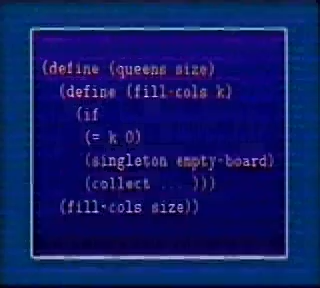 (define (queens size)
(define (fill-cols k)
(if
(= k 0)
(singleton empty-board)
(collect ... )))
(fill-cols size))